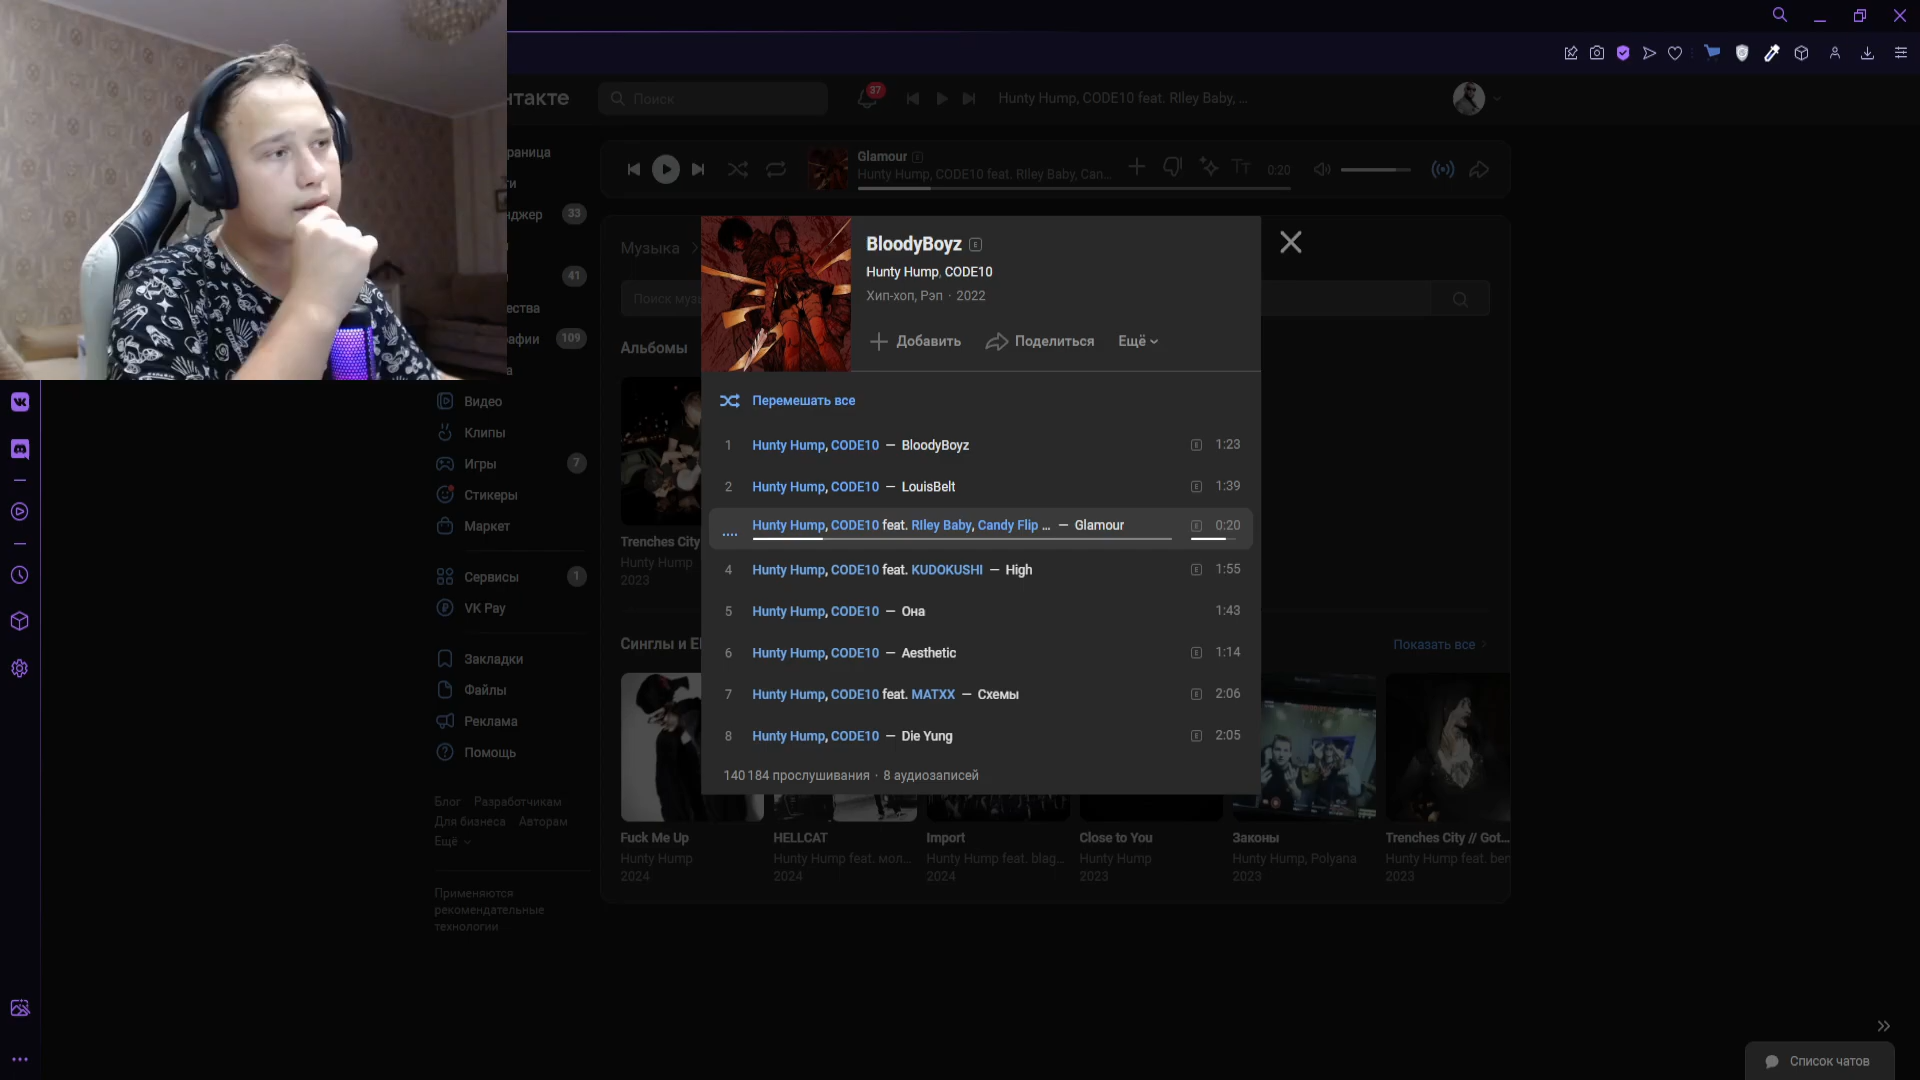 нтакте
Поиск
37
Hunty Hump, CODE10 feat. RIley Baby, ...
Glamour E
Hunty Hump, CODE10 feat. RIley Baby, Can...
0:20
раница
ти
нджер 33
41
ества
афии 109
а
Видео
Клипы
Игры 7
Стикеры
Маркет
Сервисы 1
VK Pay
Закладки
Файлы
Реклама
Помощь
Блог Разработчикам
Для бизнеса Авторам
Ещё
Применяются
рекомендательные
технологии
Музыка
Поиск музы
Альбомы
Trenches City
Hunty Hump
2023
BloodyBoyz E
Hunty Hump, CODE10
Хип-хоп, Рэп · 2022
Добавить Поделиться Ещё
Перемешать все
1 Hunty Hump, CODE10 — BloodyBoyz E 1:23
2 Hunty Hump, CODE10 — LouisBelt E 1:39
Hunty Hump, CODE10 feat. RIley Baby, Candy Flip ... — Glamour E 0:20
4 Hunty Hump, CODE10 feat. KUDOKUSHI — High E 1:55
5 Hunty Hump, CODE10 — Она 1:43
6 Hunty Hump, CODE10 — Aesthetic E 1:14
7 Hunty Hump, CODE10 feat. MATXX — Схемы E 2:06
8 Hunty Hump, CODE10 — Die Yung E 2:05
140 184 прослушивания · 8 аудиозаписей
Синглы и E
Показать все
Fuck Me Up
Hunty Hump
2024
HELLCAT
Hunty Hump feat. мол...
2024
Import
Hunty Hump feat. blag...
2024
Close to You
Hunty Hump
2023
Законы
Hunty Hump, Polyana
2023
Trenches City // Got...
Hunty Hump feat. ben
2023
Список чатов